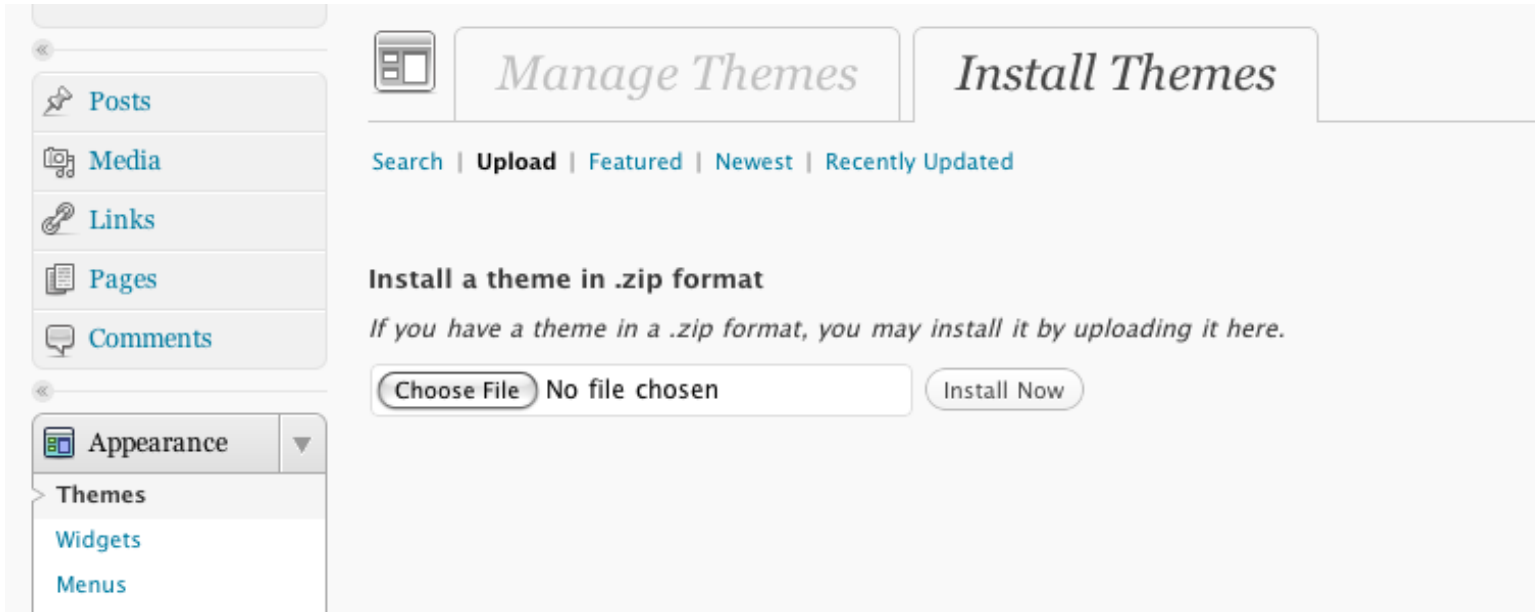 Posts
Media
Links
Pages
Comments
Appearance
Themes
Widgets
Menus
Manage Themes
Install Themes
Search | Upload | Featured | Newest | Recently Updated
Install a theme in .zip format
If you have a theme in a .zip format, you may install it by uploading it here.
Choose File No file chosen Install Now